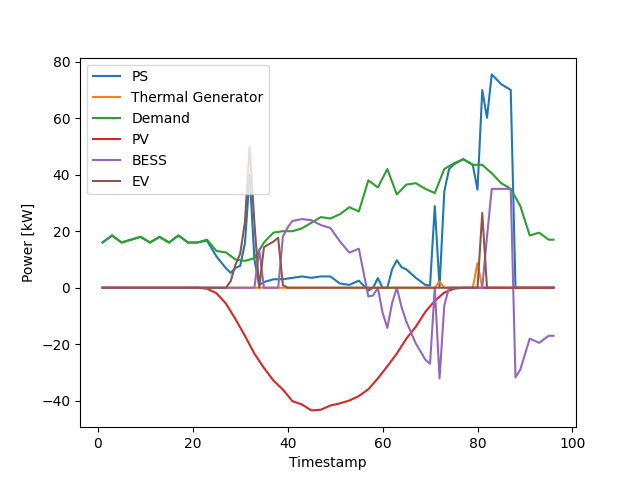 80
60
40
20
0
−20
−40
Power [kW]
PS
Thermal Generator
Demand
PV
BESS
EV
0 20 40 60 80 100
Timestamp